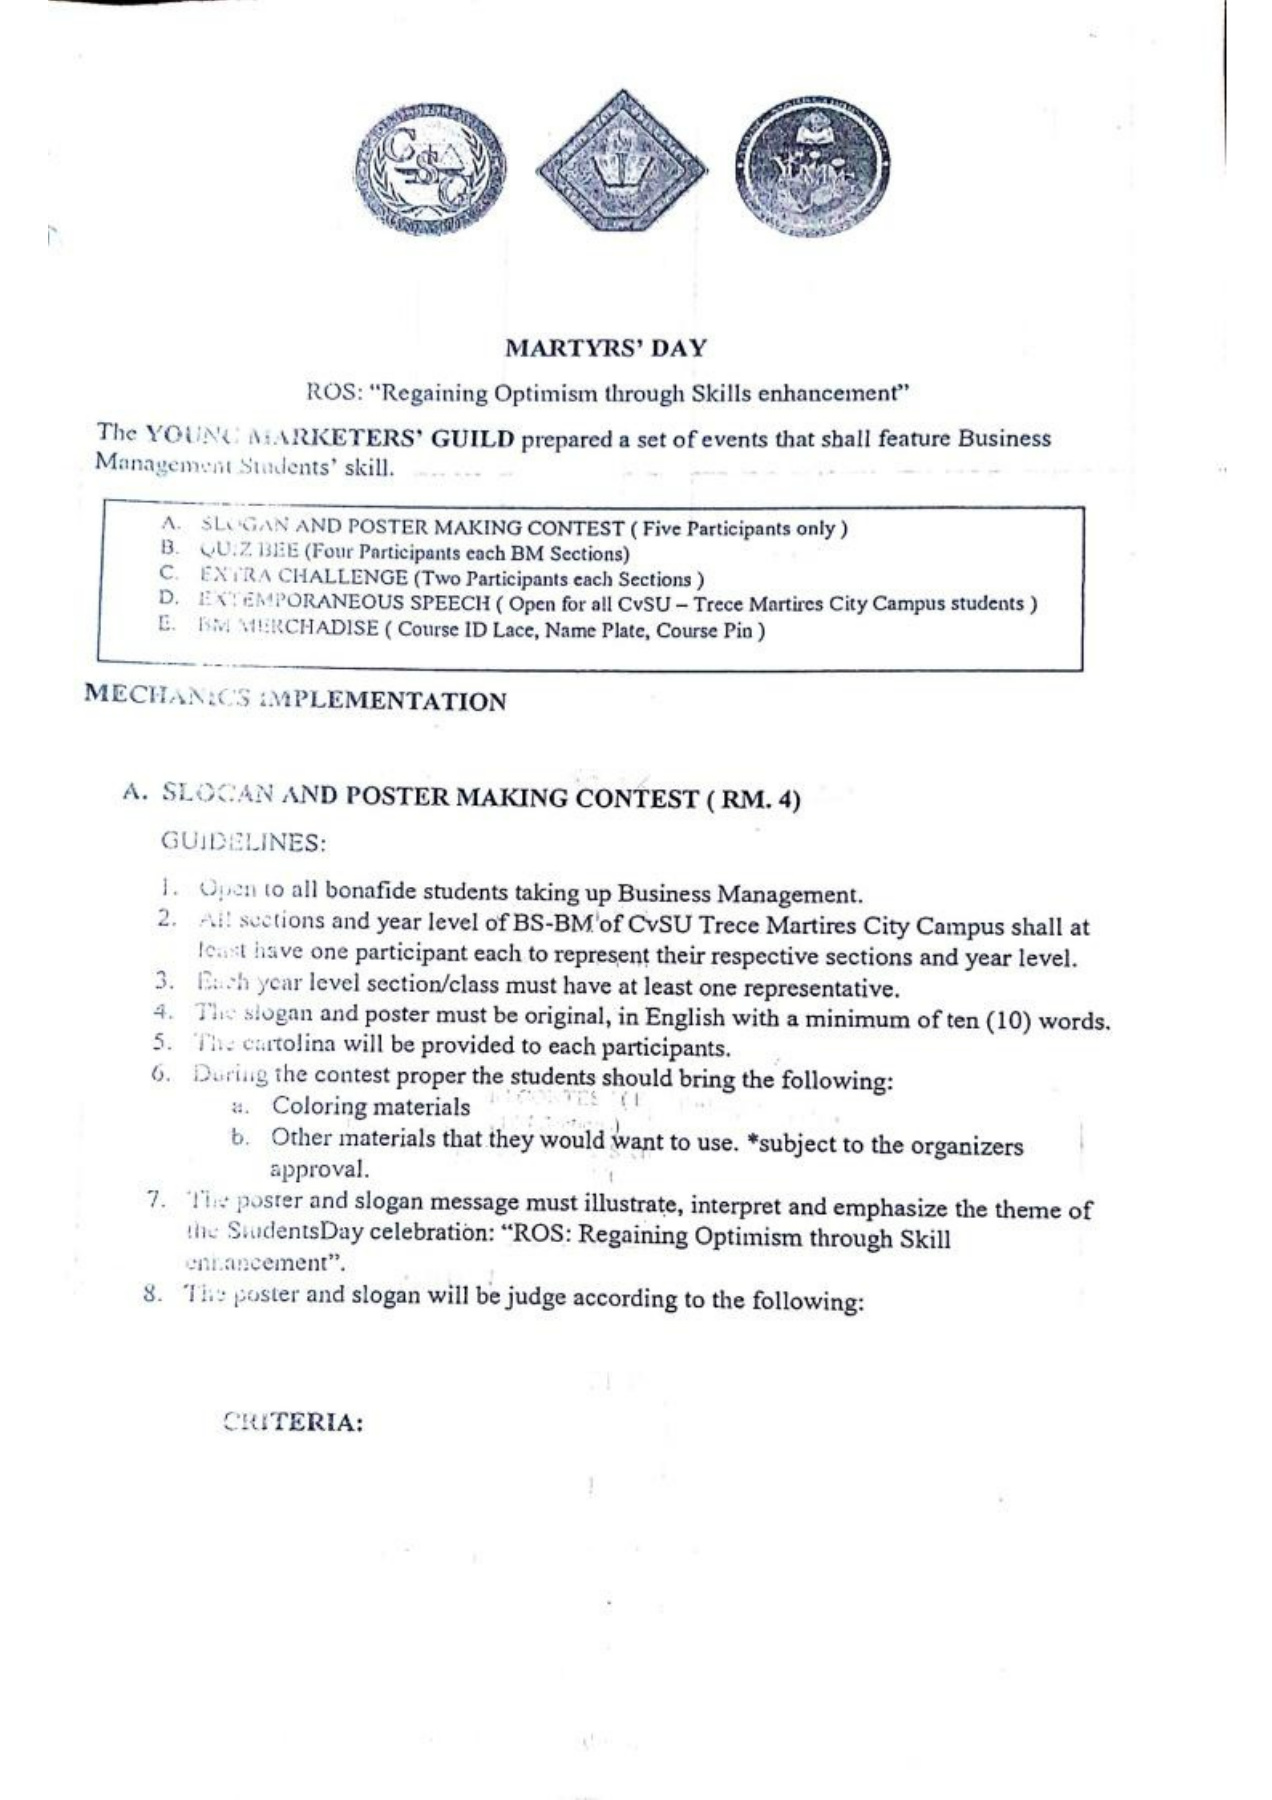 MARTYRS' DAY
ROS: “Regaining Optimism through Skills enhancement”
The YOUNG MARKETERS' GUILD prepared a set of events that shall feature Business
Management Students' skill.
A. SLOGAN AND POSTER MAKING CONTEST ( Five Participants only )
B. QUIZ BEE (Four Participants each BM Sections)
C. EXTRA CHALLENGE (Two Participants each Sections )
D. EXTEMPORANEOUS SPEECH ( Open for all CvSU – Trece Martires City Campus students )
E. BM MERCHADISE ( Course ID Lace, Name Plate, Course Pin )
MECHANICS IMPLEMENTATION
A. SLOGAN AND POSTER MAKING CONTEST ( RM. 4)
GUIDELINES:
1. Open to all bonafide students taking up Business Management.
2. All sections and year level of BS-BM of CvSU Trece Martires City Campus shall at
least have one participant each to represent their respective sections and year level.
3. Each year level section/class must have at least one representative.
4. The slogan and poster must be original, in English with a minimum of ten (10) words.
5. The cartolina will be provided to each participants.
6. During the contest proper the students should bring the following:
a. Coloring materials
b. Other materials that they would want to use. *subject to the organizers
approval.
7. The poster and slogan message must illustrate, interpret and emphasize the theme of
the StudentsDay celebration: “ROS: Regaining Optimism through Skill
enhancement”.
8. The poster and slogan will be judge according to the following:
CRITERIA: